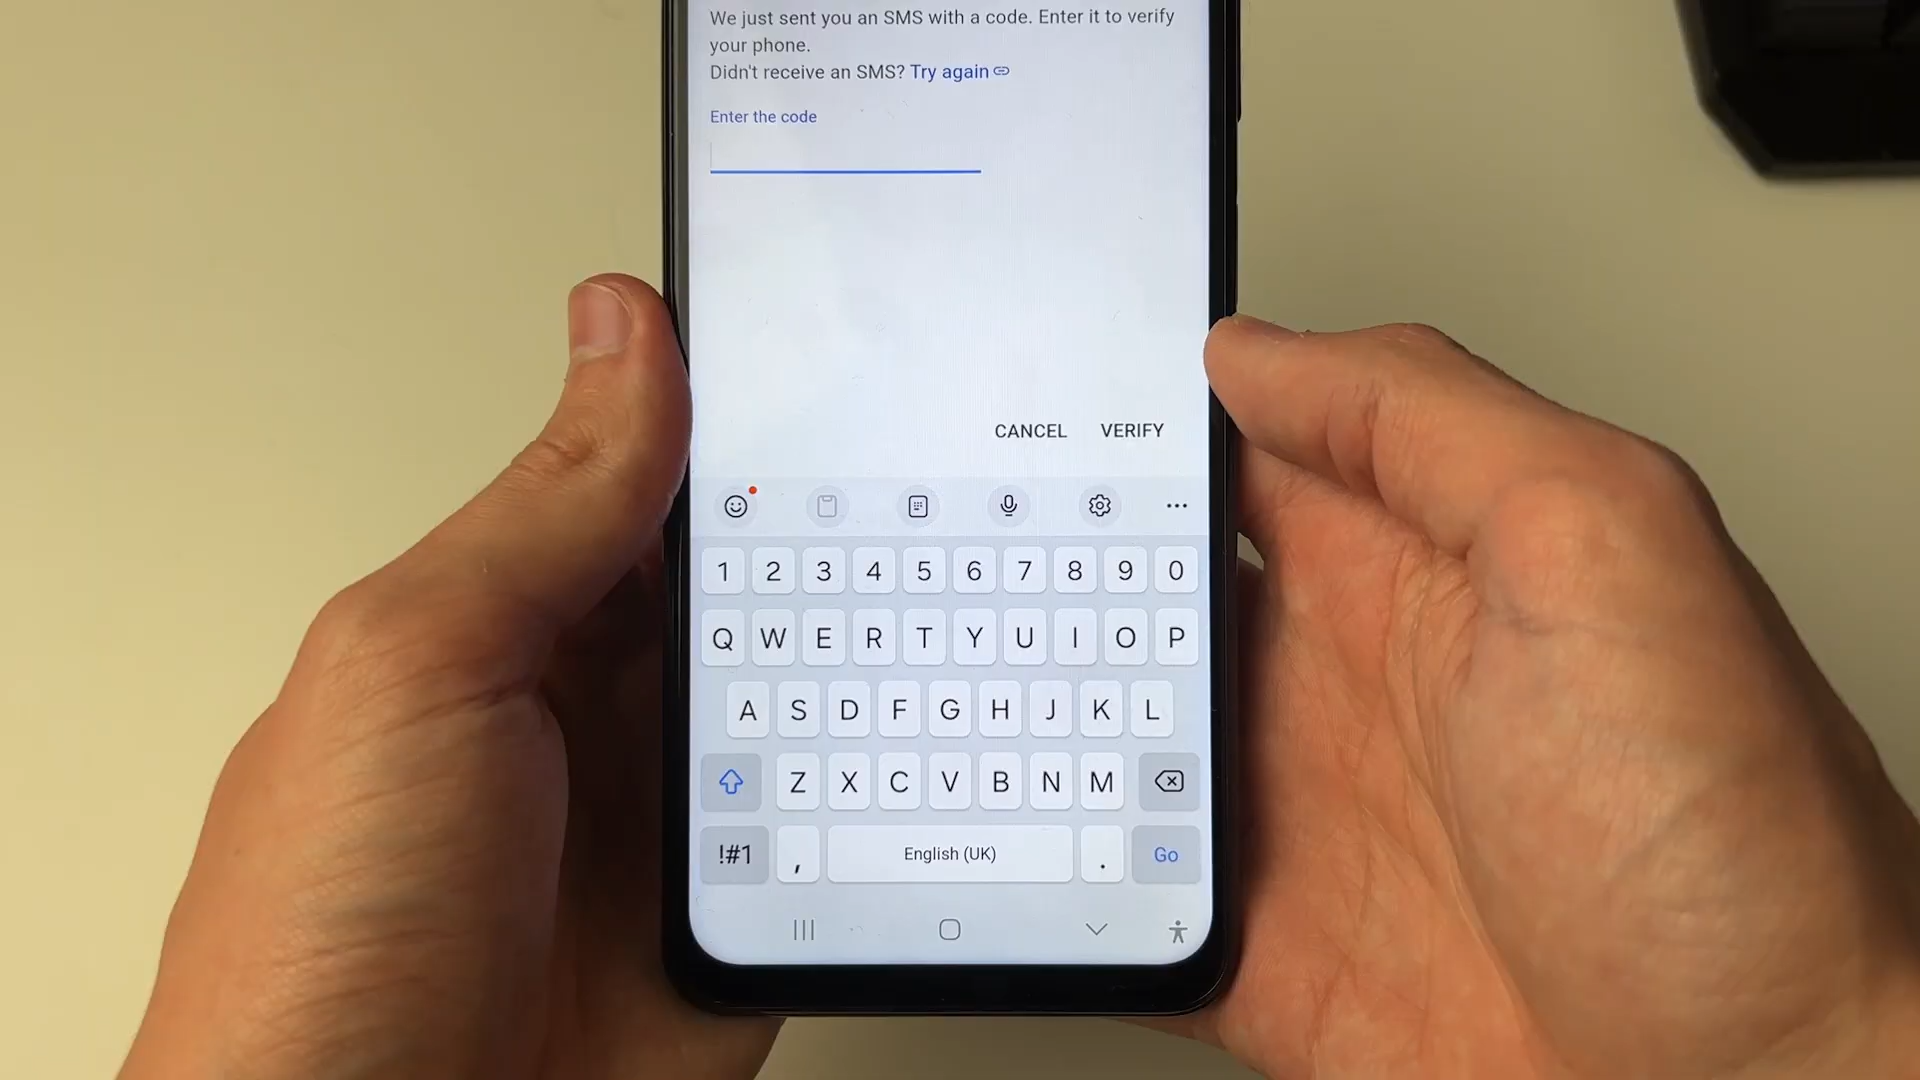 We just sent you an SMS with a code. Enter it to verify
your phone.
Didn't receive an SMS? Try again
Enter the code
CANCEL VERIFY
1 2 3 4 5 6 7 8 9 0
Q W E R T Y U I O P
A S D F G H J K L
Z X C V B N M
!#1 , English (UK) . Go